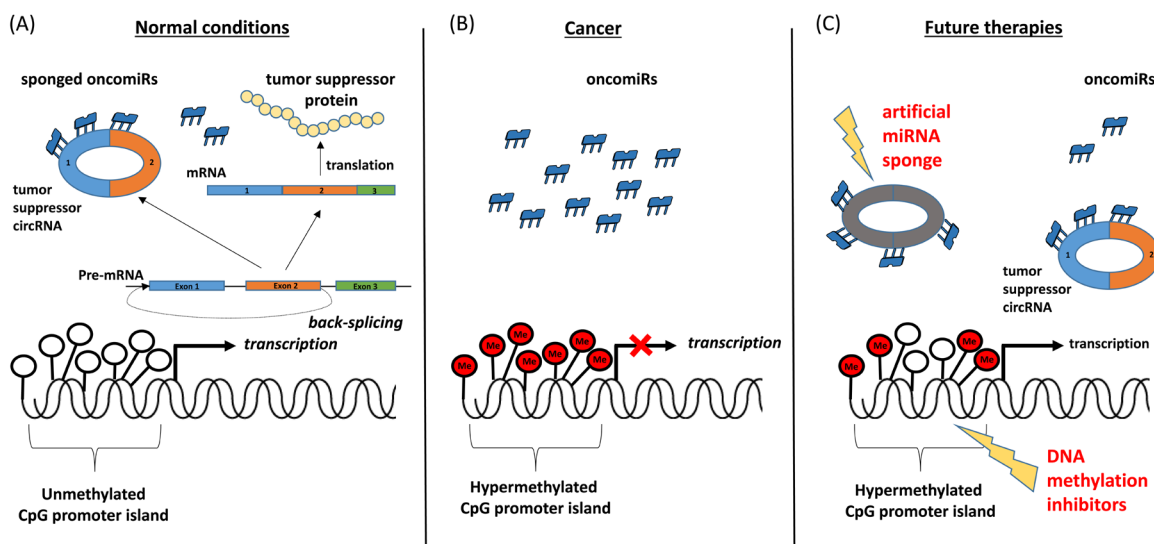 (A)
Normal conditions
sponged oncomiRs
tumor suppressor
protein
1
2
tumor
suppressor
circRNA
translation
mRNA
1
2
3
Pre-mRNA
Exon 1
Exon 2
Exon 3
back-splicing
transcription
Unmethylated
CpG promoter island
(B)
Cancer
oncomiRs
Me
Me
Me
Me
Me
Me
Me
Me
transcription
Hypermethylated
CpG promoter island
(C)
Future therapies
oncomiRs
artificial
miRNA
sponge
1
2
tumor
suppressor
circRNA
Me
Me
Me
Me
transcription
DNA
methylation
inhibitors
Hypermethylated
CpG promoter island